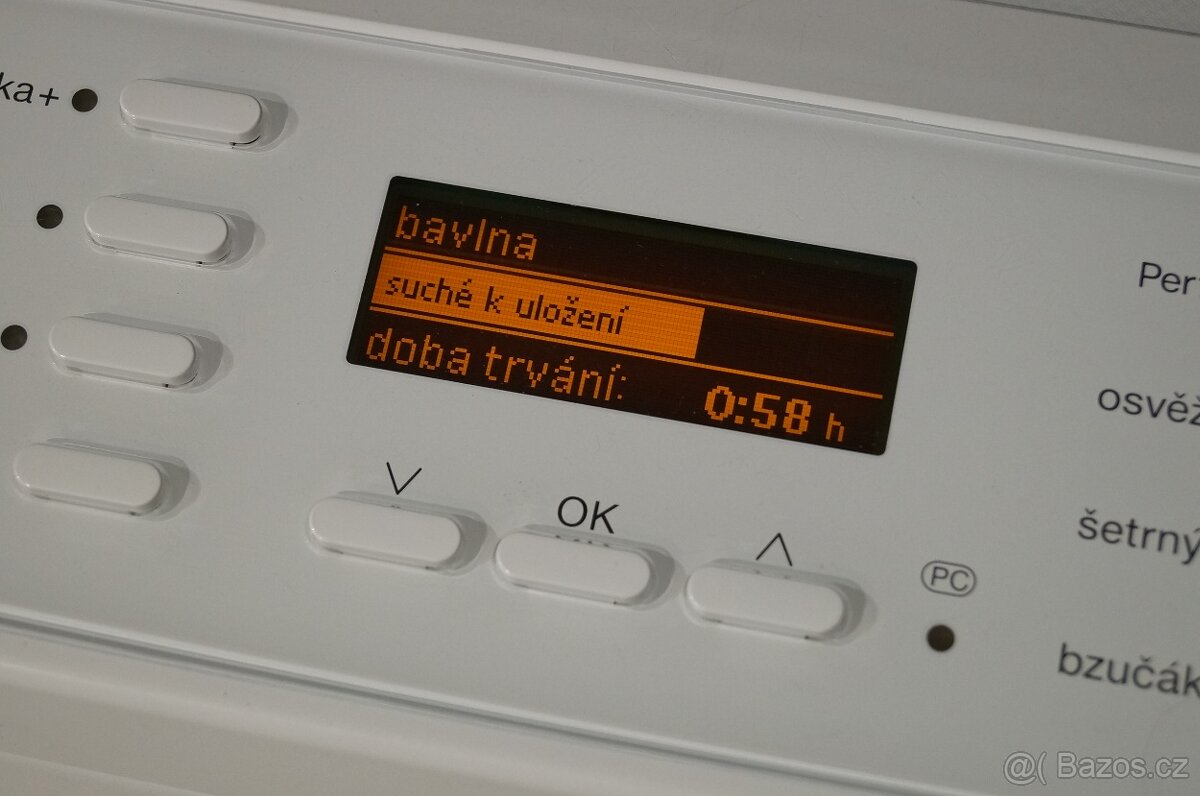 ka+
bavlna
suché k uložení
doba trvání: 0:58 h
OK
PC
osvěž
šetrný
bzučák
@( Bazos.cz